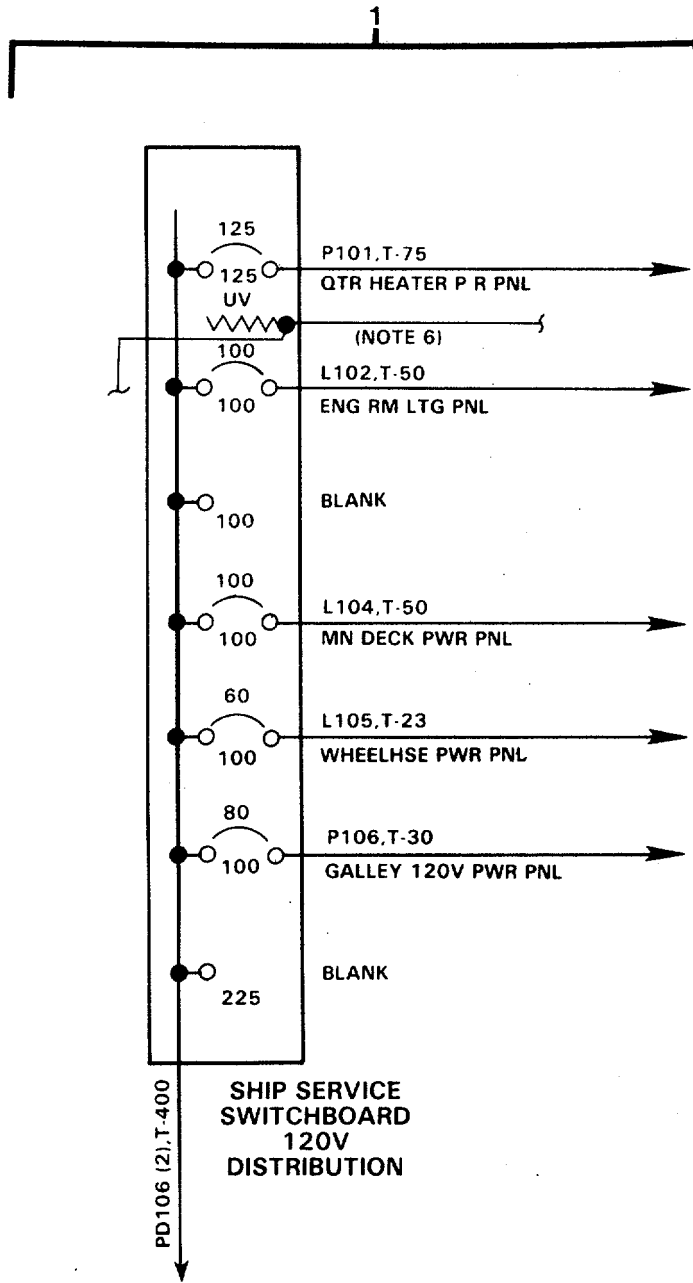 1
125
125
UV
P101,T-75
QTR HEATER P R PNL
(NOTE 6)
100
100
L102,T-50
ENG RM LTG PNL
100
BLANK
100
100
L104,T-50
MN DECK PWR PNL
60
100
L105,T-23
WHEELHSE PWR PNL
80
100
P106,T-30
GALLEY 120V PWR PNL
225
BLANK
PD106 (2),T-400
SHIP SERVICE
SWITCHBOARD
120V
DISTRIBUTION